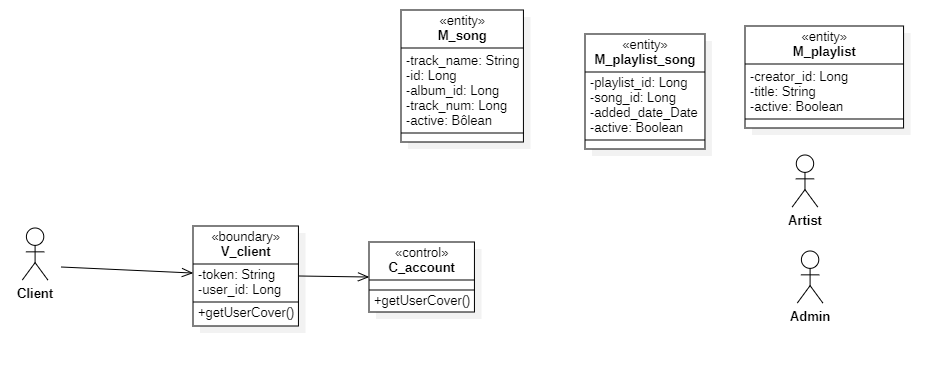 «entity»
M_song
-track_name: String
-id: Long
-album_id: Long
-track_num: Long
-active: Bôlean
«entity»
M_playlist_song
-playlist_id: Long
-song_id: Long
-added_date_Date
-active: Boolean
«entity»
M_playlist
-creator_id: Long
-title: String
-active: Boolean
Artist
Client
«boundary»
V_client
-token: String
-user_id: Long
+getUserCover()
«control»
C_account
+getUserCover()
Admin